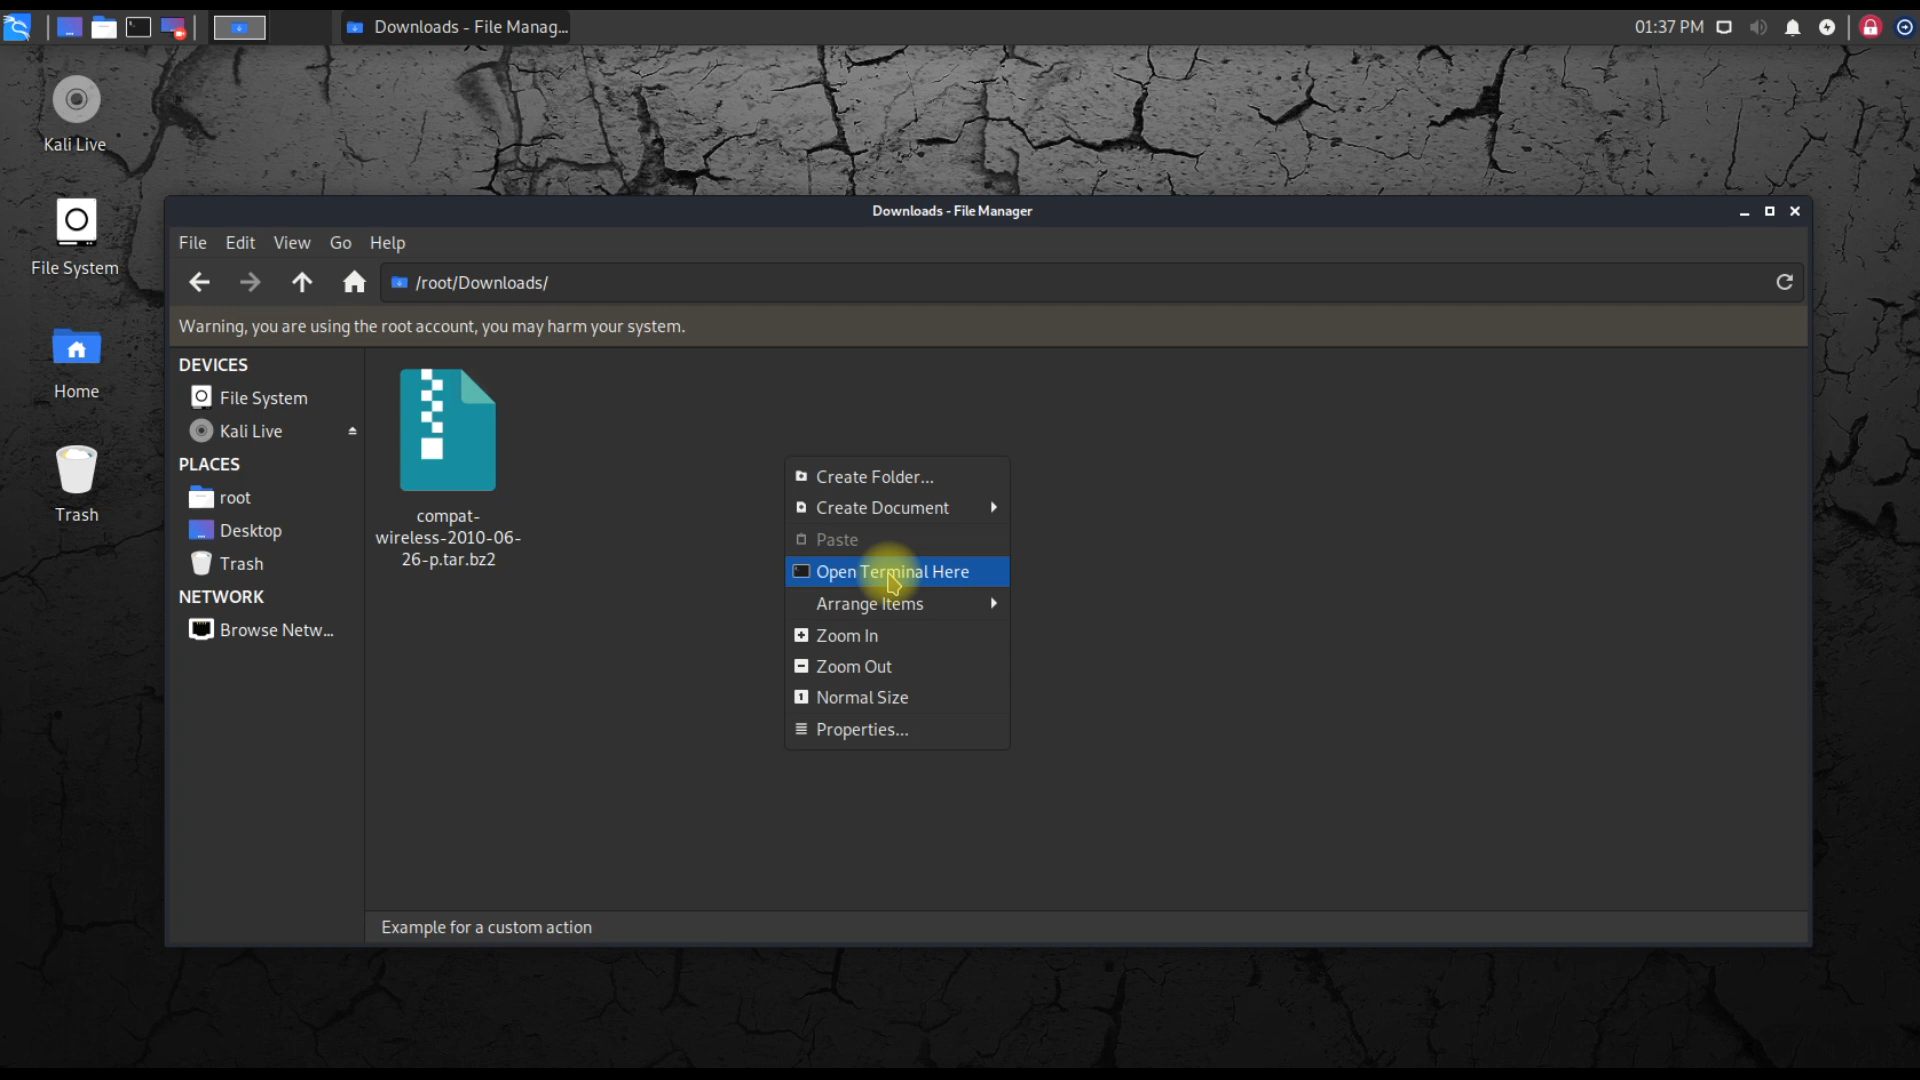 Downloads - File Manag...
01:37 PM
Kali Live
File System
Home
Trash
Downloads - File Manager
File Edit View Go Help
/root/Downloads/
Warning, you are using the root account, you may harm your system.
DEVICES
File System
Kali Live
PLACES
root
Desktop
Trash
NETWORK
Browse Netw...
compat-
wireless-2010-06-
26-p.tar.bz2
Create Folder...
Create Document
Paste
Open Terminal Here
Arrange Items
Zoom In
Zoom Out
Normal Size
Properties...
Example for a custom action